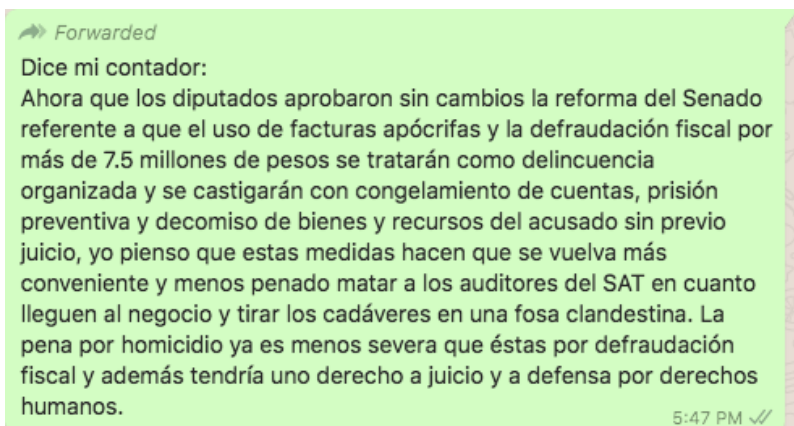 Forwarded
Dice mi contador:
Ahora que los diputados aprobaron sin cambios la reforma del Senado
referente a que el uso de facturas apócrifas y la defraudación fiscal por
más de 7.5 millones de pesos se tratarán como delincuencia
organizada y se castigarán con congelamiento de cuentas, prisión
preventiva y decomiso de bienes y recursos del acusado sin previo
juicio, yo pienso que estas medidas hacen que se vuelva más
conveniente y menos penado matar a los auditores del SAT en cuanto
lleguen al negocio y tirar los cadáveres en una fosa clandestina. La
pena por homicidio ya es menos severa que éstas por defraudación
fiscal y además tendría uno derecho a juicio y a defensa por derechos
humanos.
5:47 PM